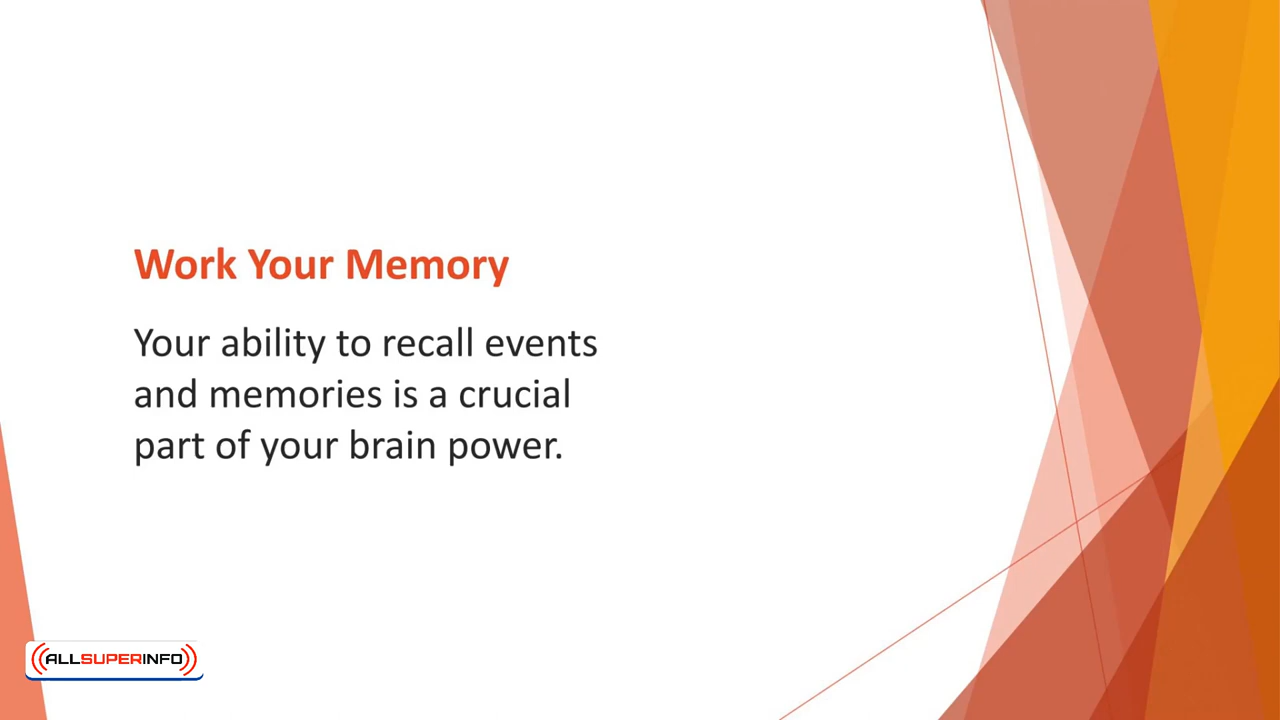 Work Your Memory
Your ability to recall events
and memories is a crucial
part of your brain power.
ALLSUPERINFO